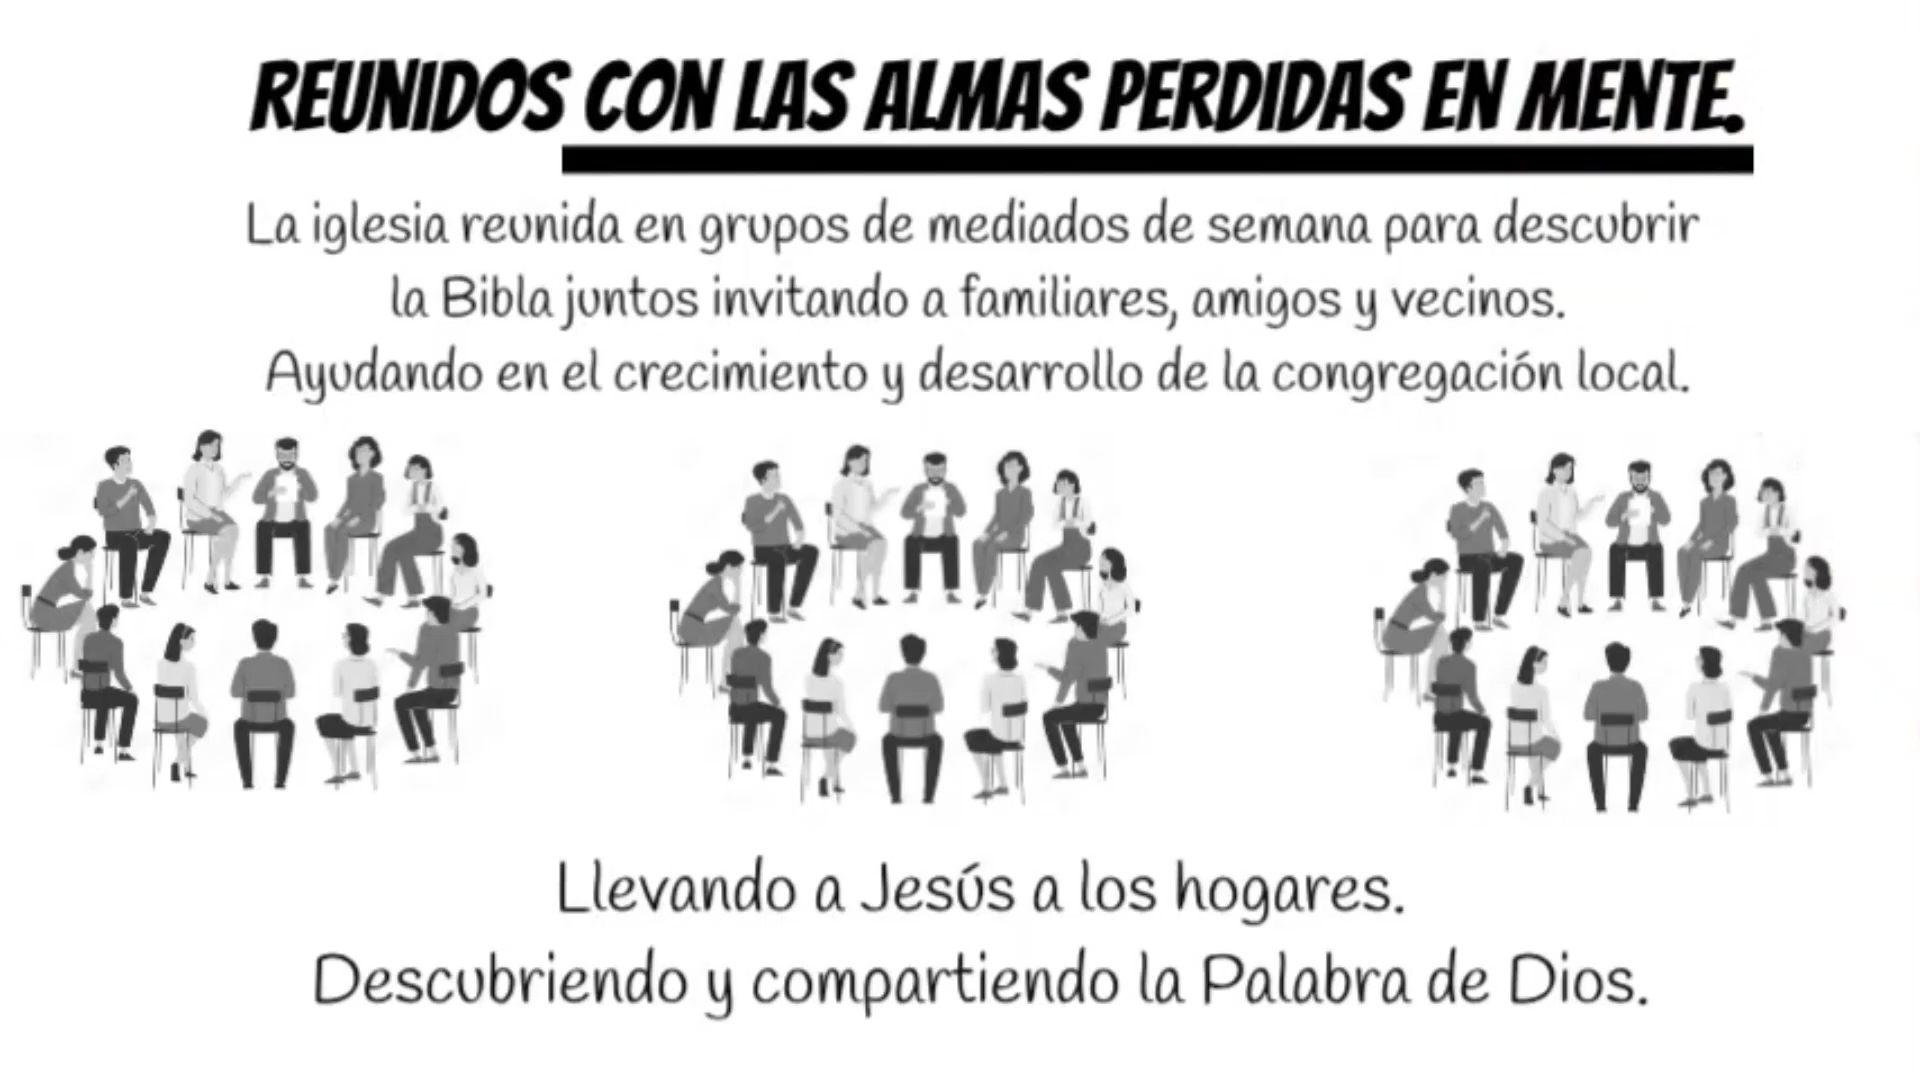 REUNIDOS CON LAS ALMAS PERDIDAS EN MENTE.
La iglesia reunida en grupos de mediados de semana para descubrir
la Bibla juntos invitando a familiares, amigos y vecinos.
Ayudando en el crecimiento y desarrollo de la congregación local.
Llevando a Jesús a los hogares.
Descubriendo y compartiendo la Palabra de Dios.